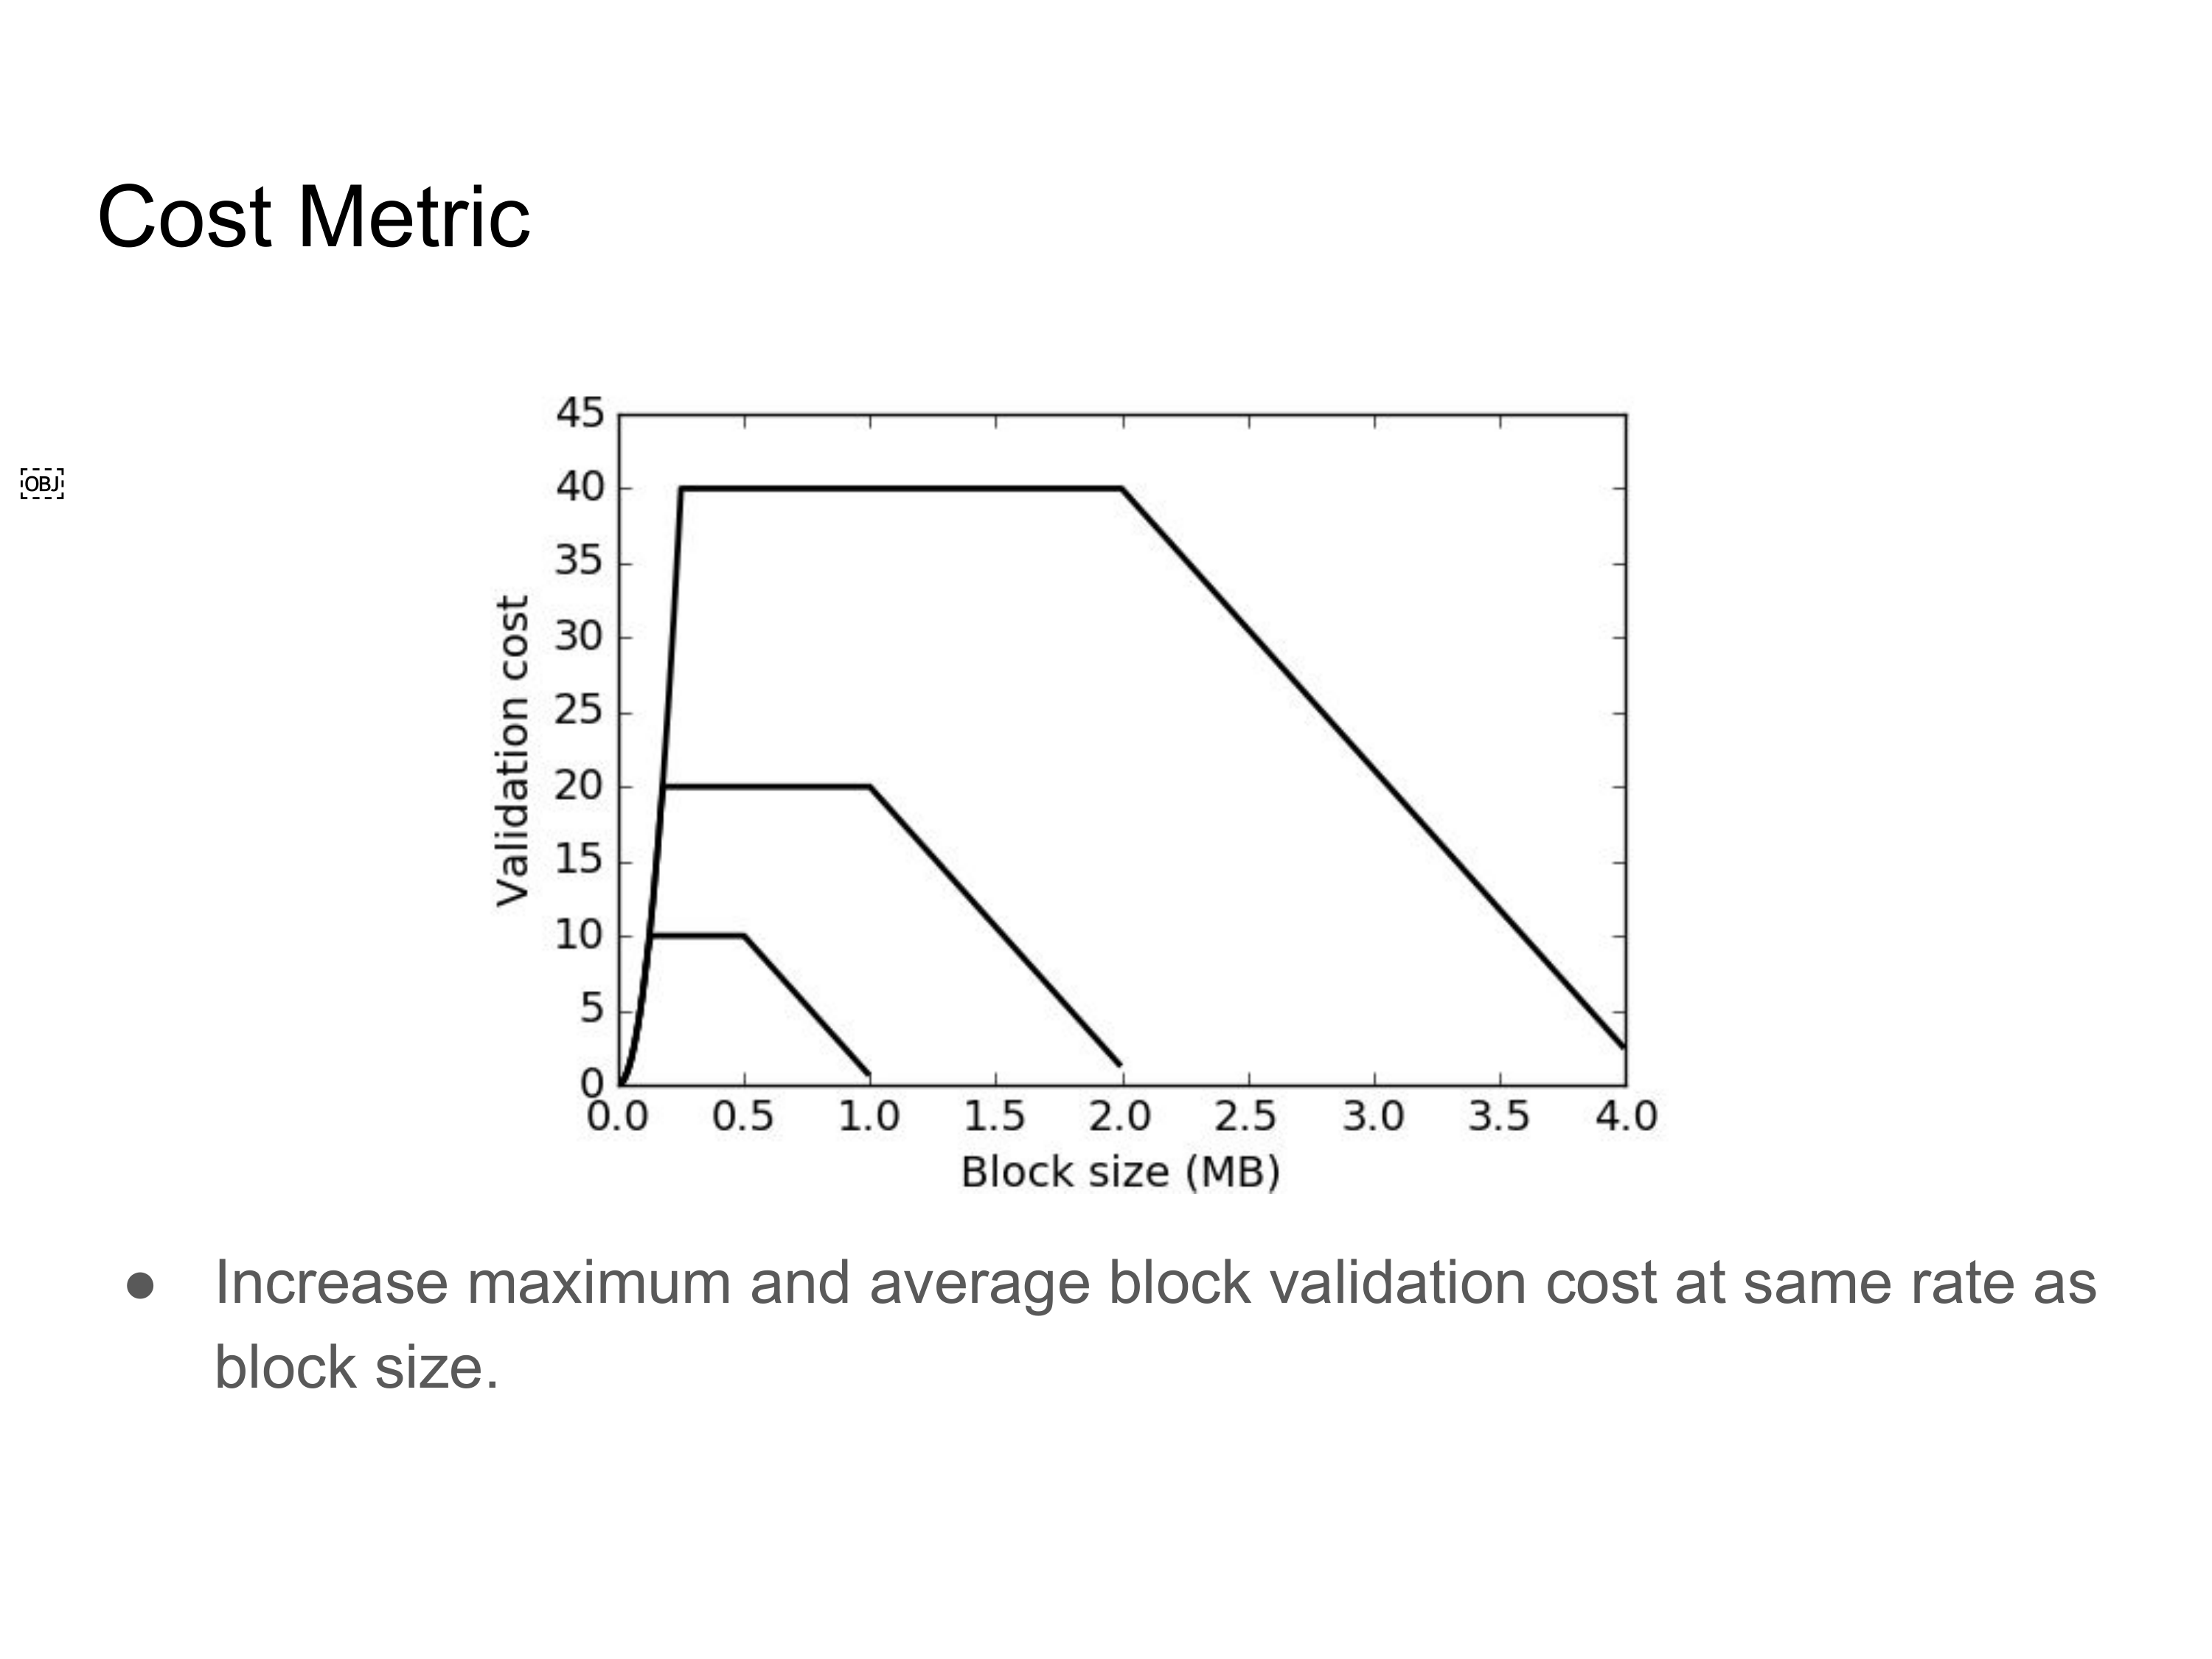 Cost Metric
OBJ
45
40
35
30
25
20
15
10
5
0
Validation cost
0.0 0.5 1.0 1.5 2.0 2.5 3.0 3.5 4.0
Block size (MB)
● Increase maximum and average block validation cost at same rate as
block size.